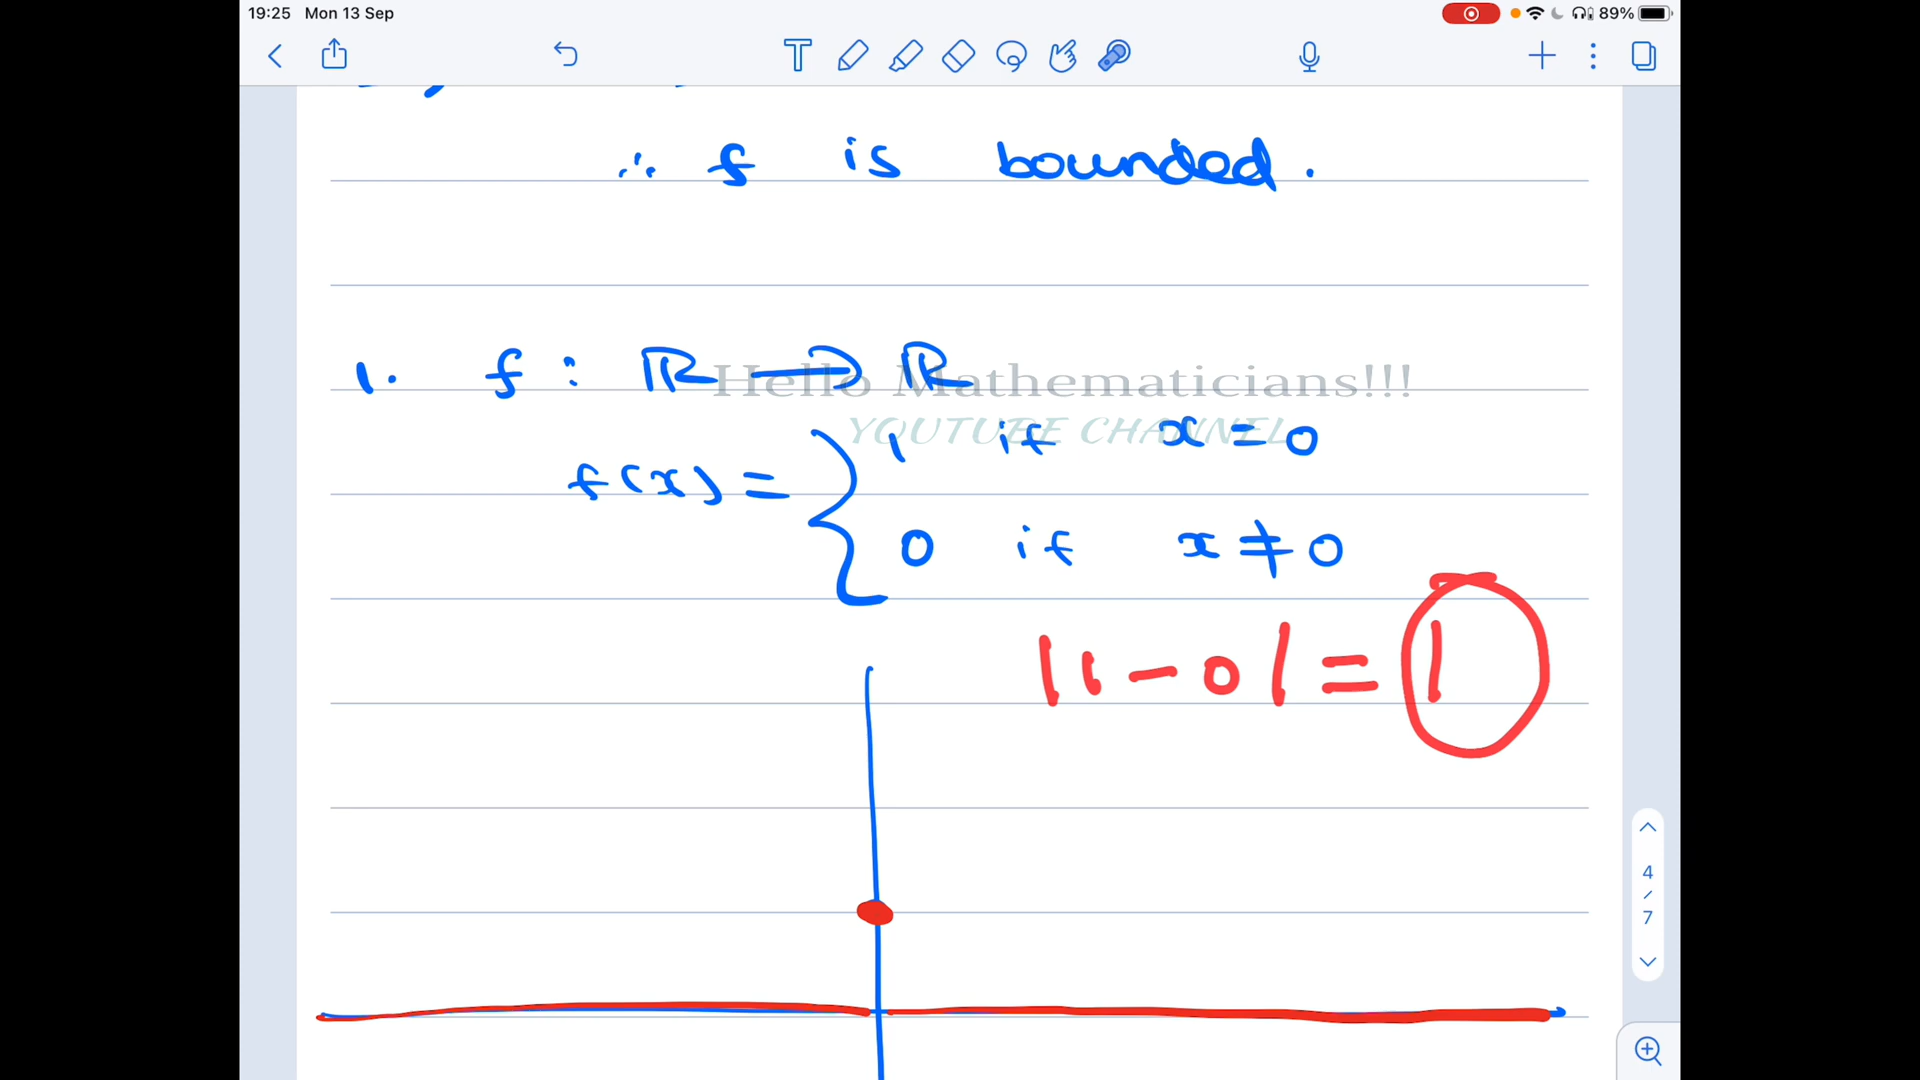 19:25 Mon 13 Sep 89%
∴ f is bounded.
1. f : ℝ ⟶ ℝ
Hello Mathematicians!!!
YOUTUBE CHANNEL
1 if x = 0
f(x) =
0 if x ≠ 0
|1 - 0| = 1
4
/
7